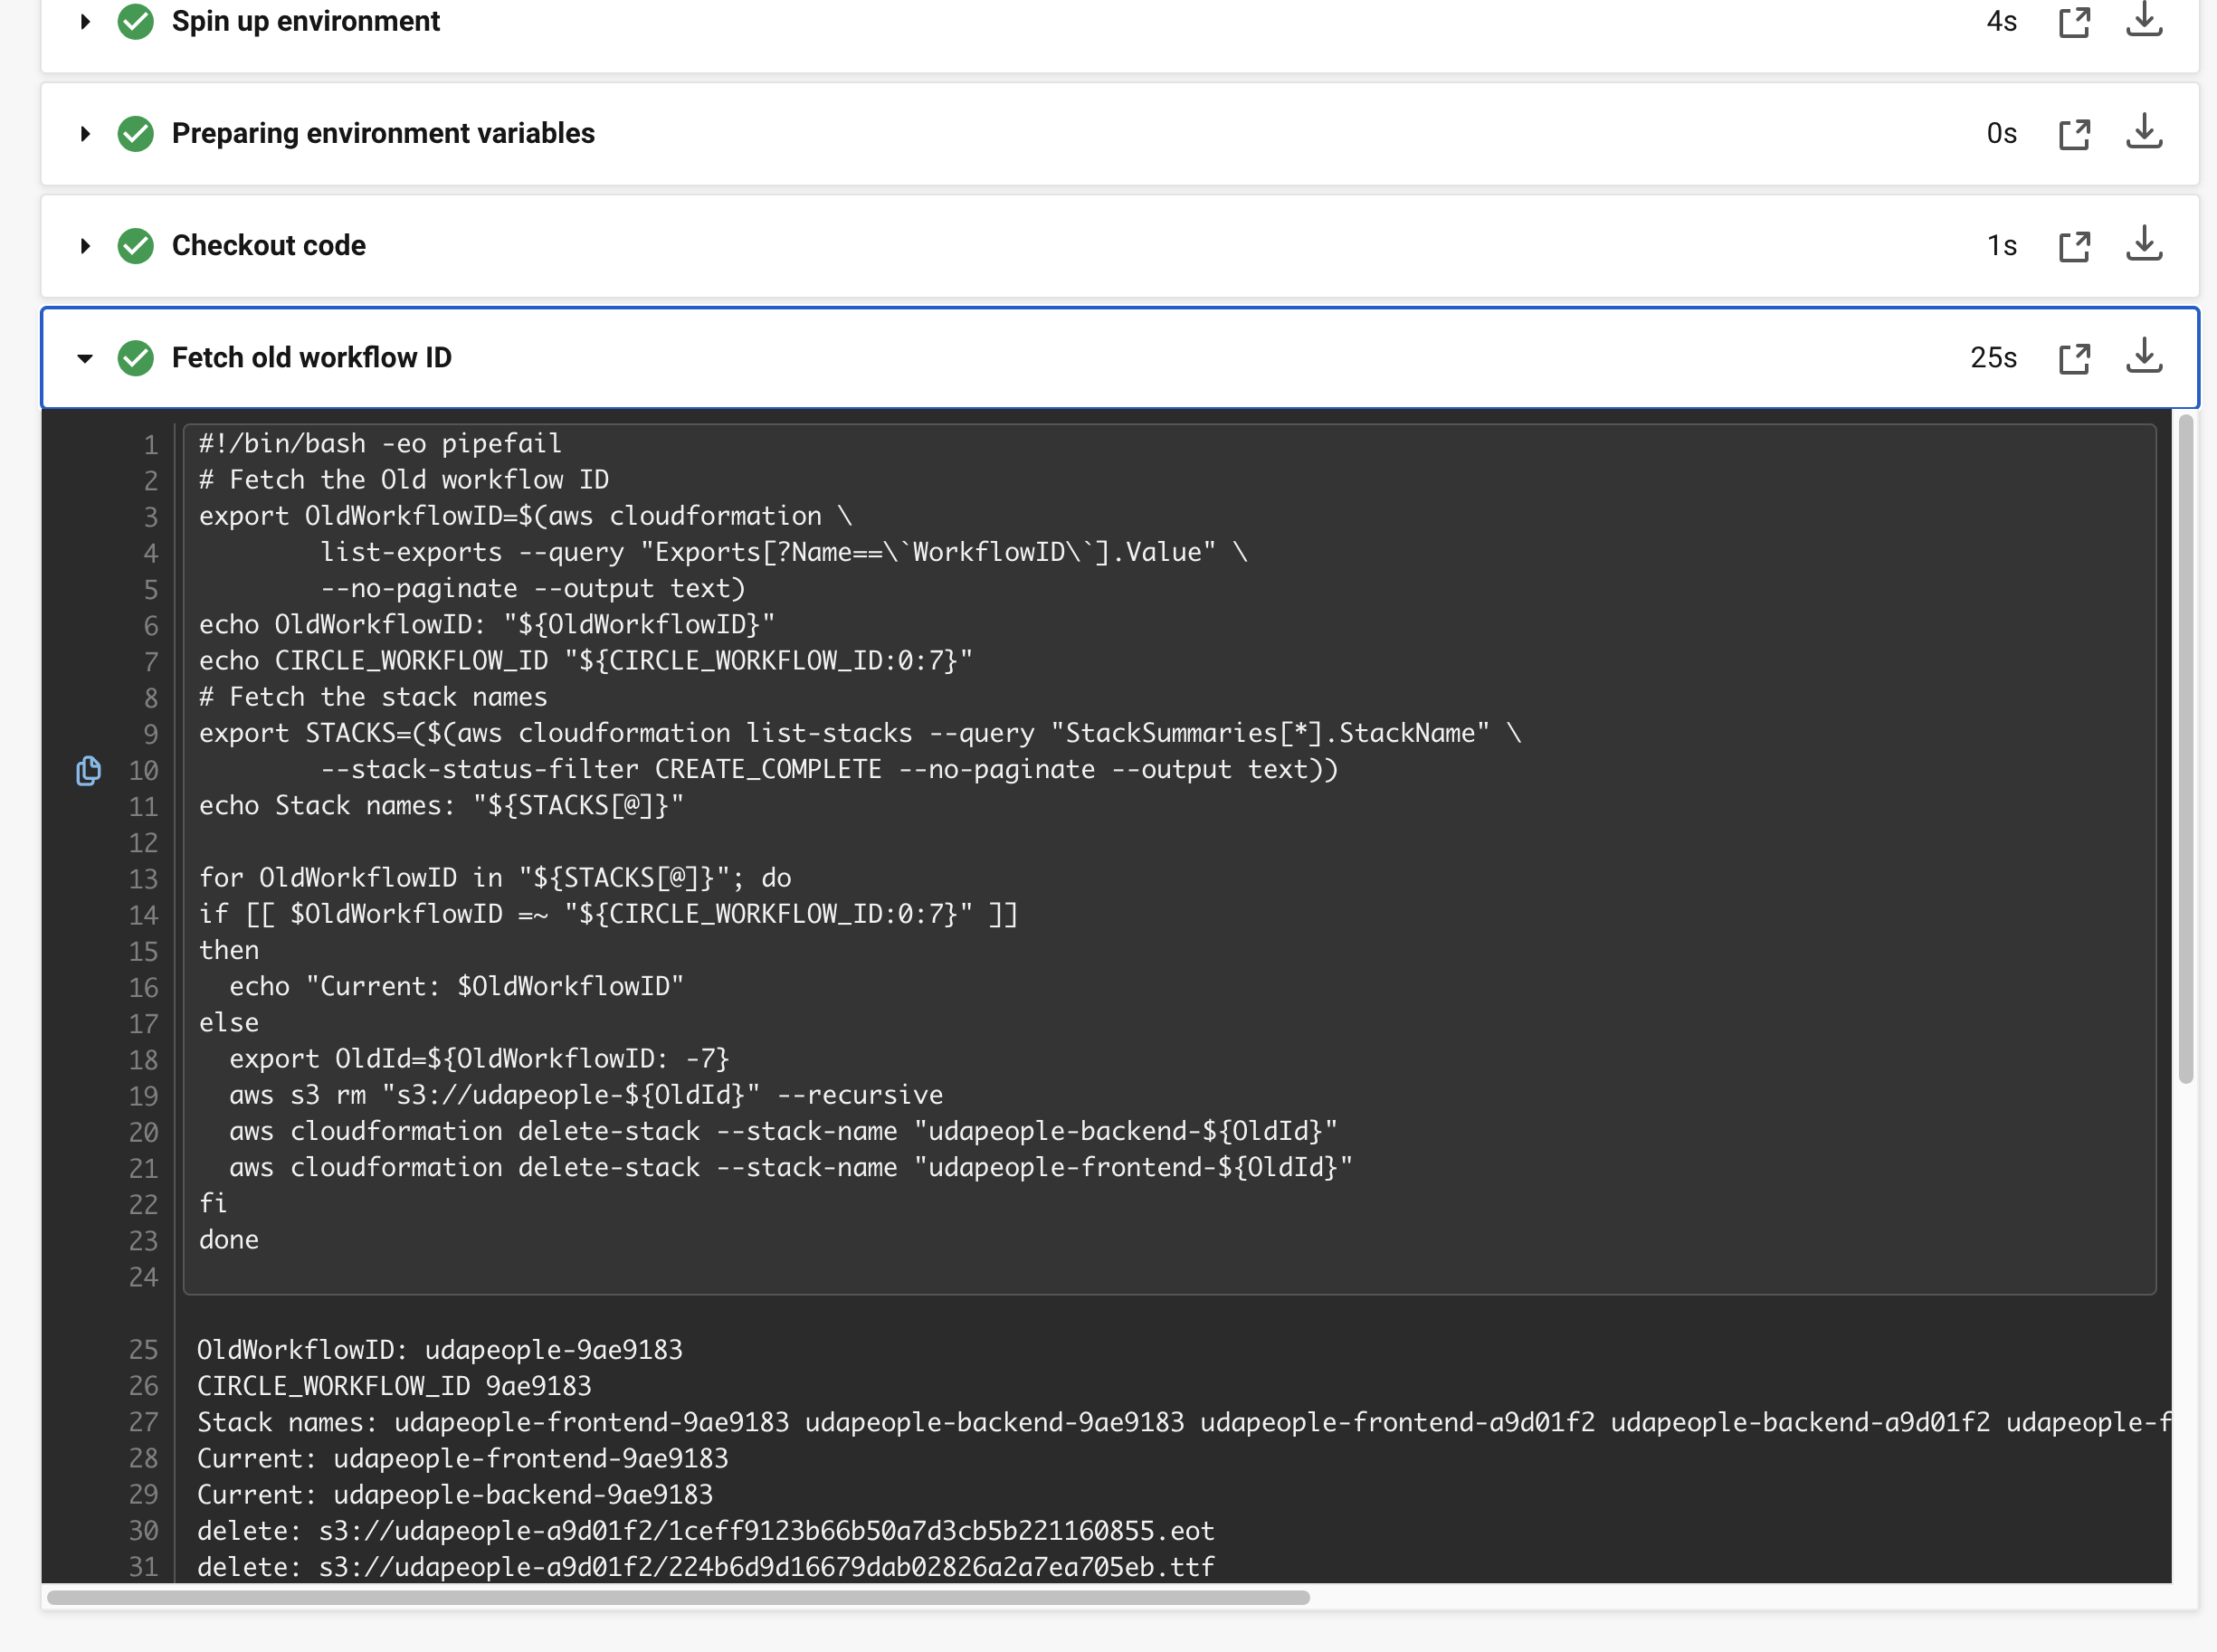 Spin up environment 4s
Preparing environment variables 0s
Checkout code 1s
Fetch old workflow ID 25s
1 #!/bin/bash -eo pipefail
2 # Fetch the Old workflow ID
3 export OldWorkflowID=$(aws cloudformation \
4         list-exports --query "Exports[?Name==\`WorkflowID\`].Value" \
5         --no-paginate --output text)
6 echo OldWorkflowID: "${OldWorkflowID}"
7 echo CIRCLE_WORKFLOW_ID "${CIRCLE_WORKFLOW_ID:0:7}"
8 # Fetch the stack names
9 export STACKS=($(aws cloudformation list-stacks --query "StackSummaries[*].StackName" \
10         --stack-status-filter CREATE_COMPLETE --no-paginate --output text))
11 echo Stack names: "${STACKS[@]}"
12
13 for OldWorkflowID in "${STACKS[@]}"; do
14 if [[ $OldWorkflowID =~ "${CIRCLE_WORKFLOW_ID:0:7}" ]]
15 then
16   echo "Current: $OldWorkflowID"
17 else
18   export OldId=${OldWorkflowID: -7}
19   aws s3 rm "s3://udapeople-${OldId}" --recursive
20   aws cloudformation delete-stack --stack-name "udapeople-backend-${OldId}"
21   aws cloudformation delete-stack --stack-name "udapeople-frontend-${OldId}"
22 fi
23 done
24
25 OldWorkflowID: udapeople-9ae9183
26 CIRCLE_WORKFLOW_ID 9ae9183
27 Stack names: udapeople-frontend-9ae9183 udapeople-backend-9ae9183 udapeople-frontend-a9d01f2 udapeople-backend-a9d01f2 udapeople-f
28 Current: udapeople-frontend-9ae9183
29 Current: udapeople-backend-9ae9183
30 delete: s3://udapeople-a9d01f2/1ceff9123b66b50a7d3cb5b221160855.eot
31 delete: s3://udapeople-a9d01f2/224b6d9d16679dab02826a2a7ea705eb.ttf